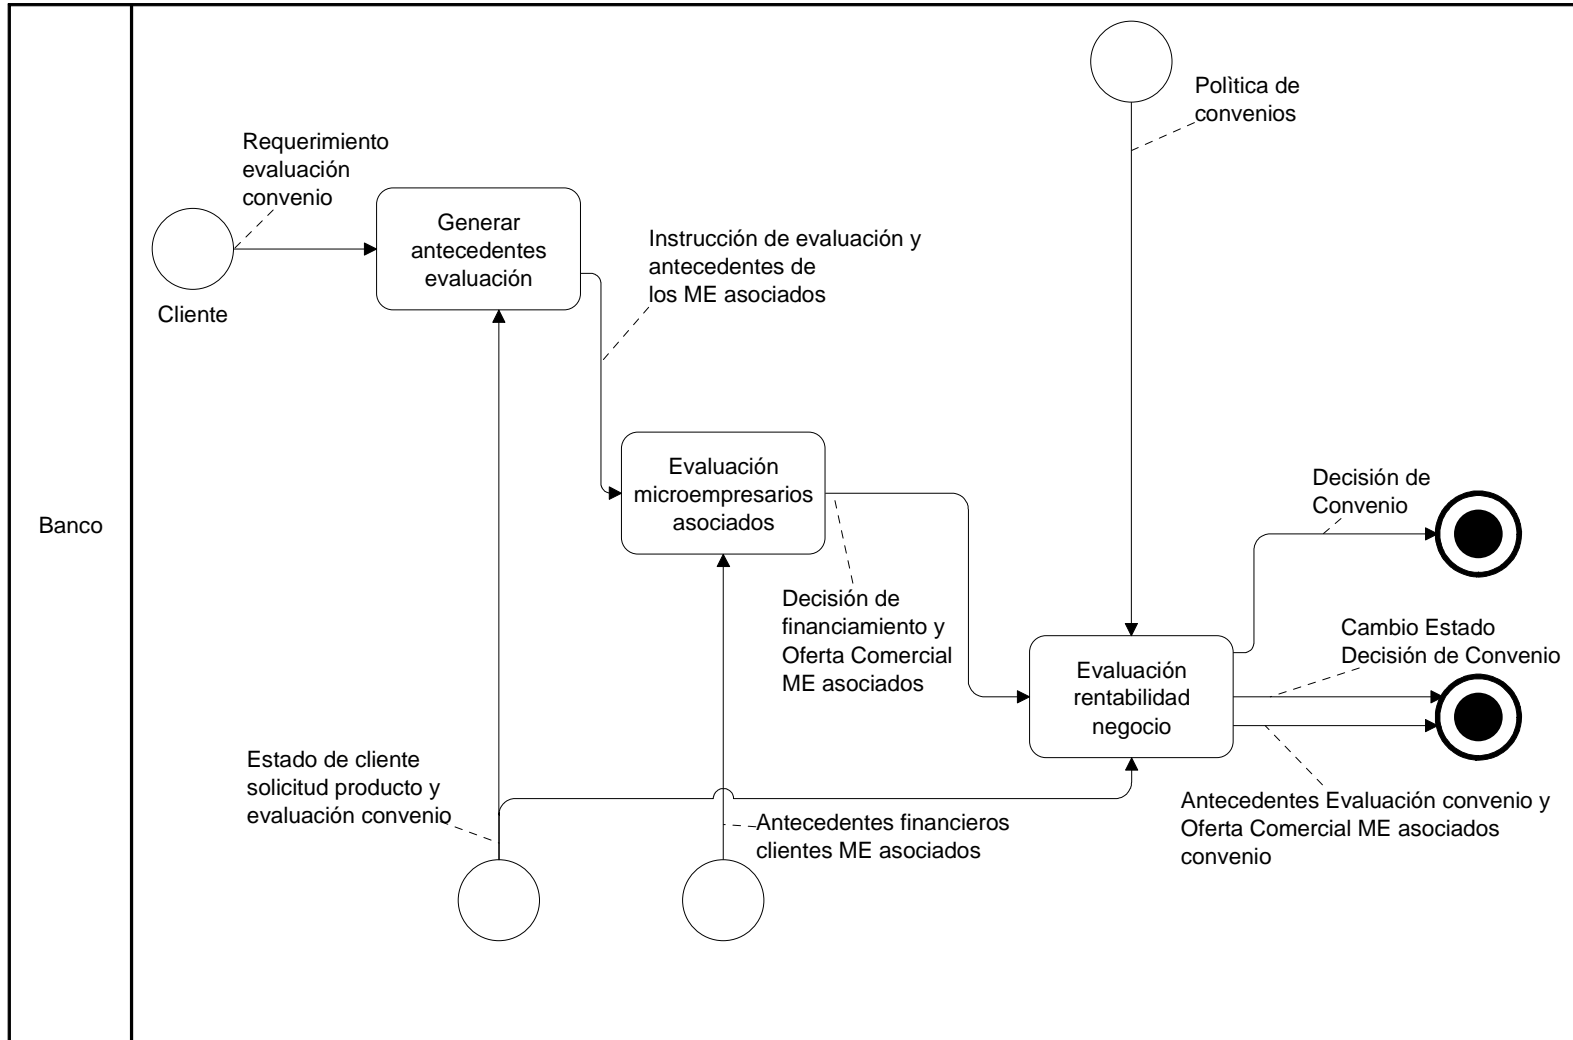 Polìtica de
convenios
Requerimiento
evaluación
convenio
Generar
antecedentes
evaluación
Instrucción de evaluación y
antecedentes de
los ME asociados
Cliente
Evaluación
microempresarios
asociados
Decisión de
Convenio
Banco
Decisión de
financiamiento y
Oferta Comercial
ME asociados
Cambio Estado
Decisión de Convenio
Evaluación
rentabilidad
negocio
Estado de cliente
solicitud producto y
evaluación convenio
Antecedentes financieros
clientes ME asociados
Antecedentes Evaluación convenio y
Oferta Comercial ME asociados
convenio